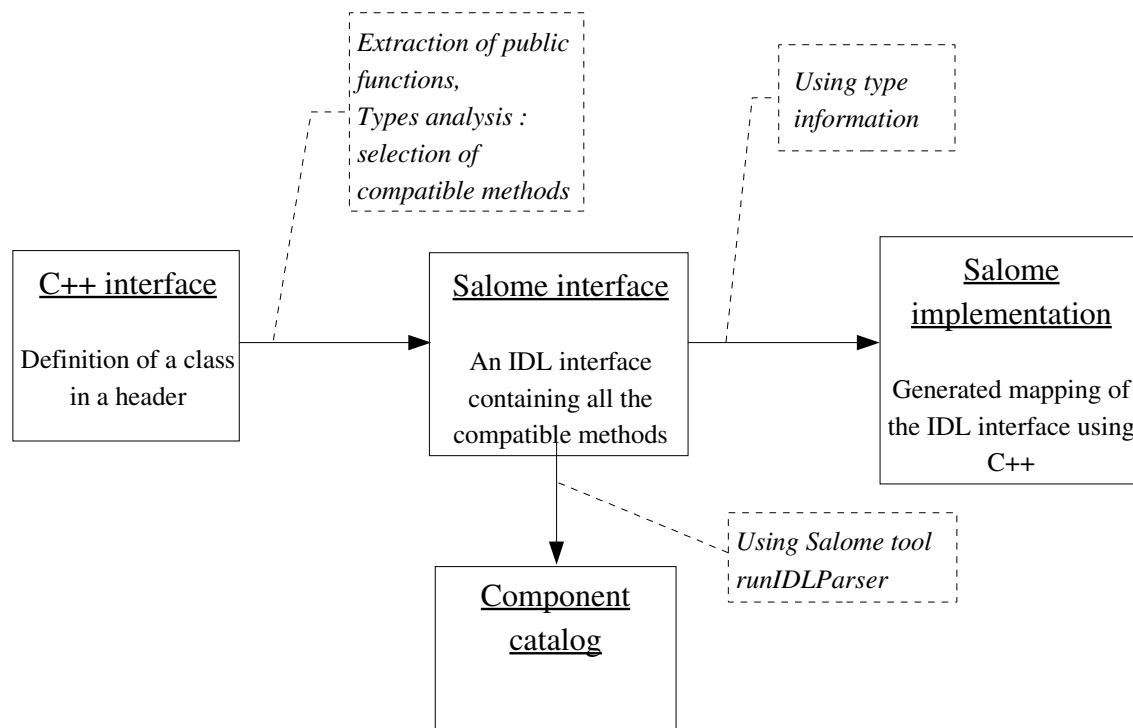 Extraction of public
functions,
Types analysis :
selection of
compatible methods
Using type
information
C++ interface
Definition of a class
in a header
Salome interface
An IDL interface
containing all the
compatible methods
Salome
implementation
Generated mapping of
the IDL interface using
C++
Using Salome tool
runIDLParser
Component
catalog